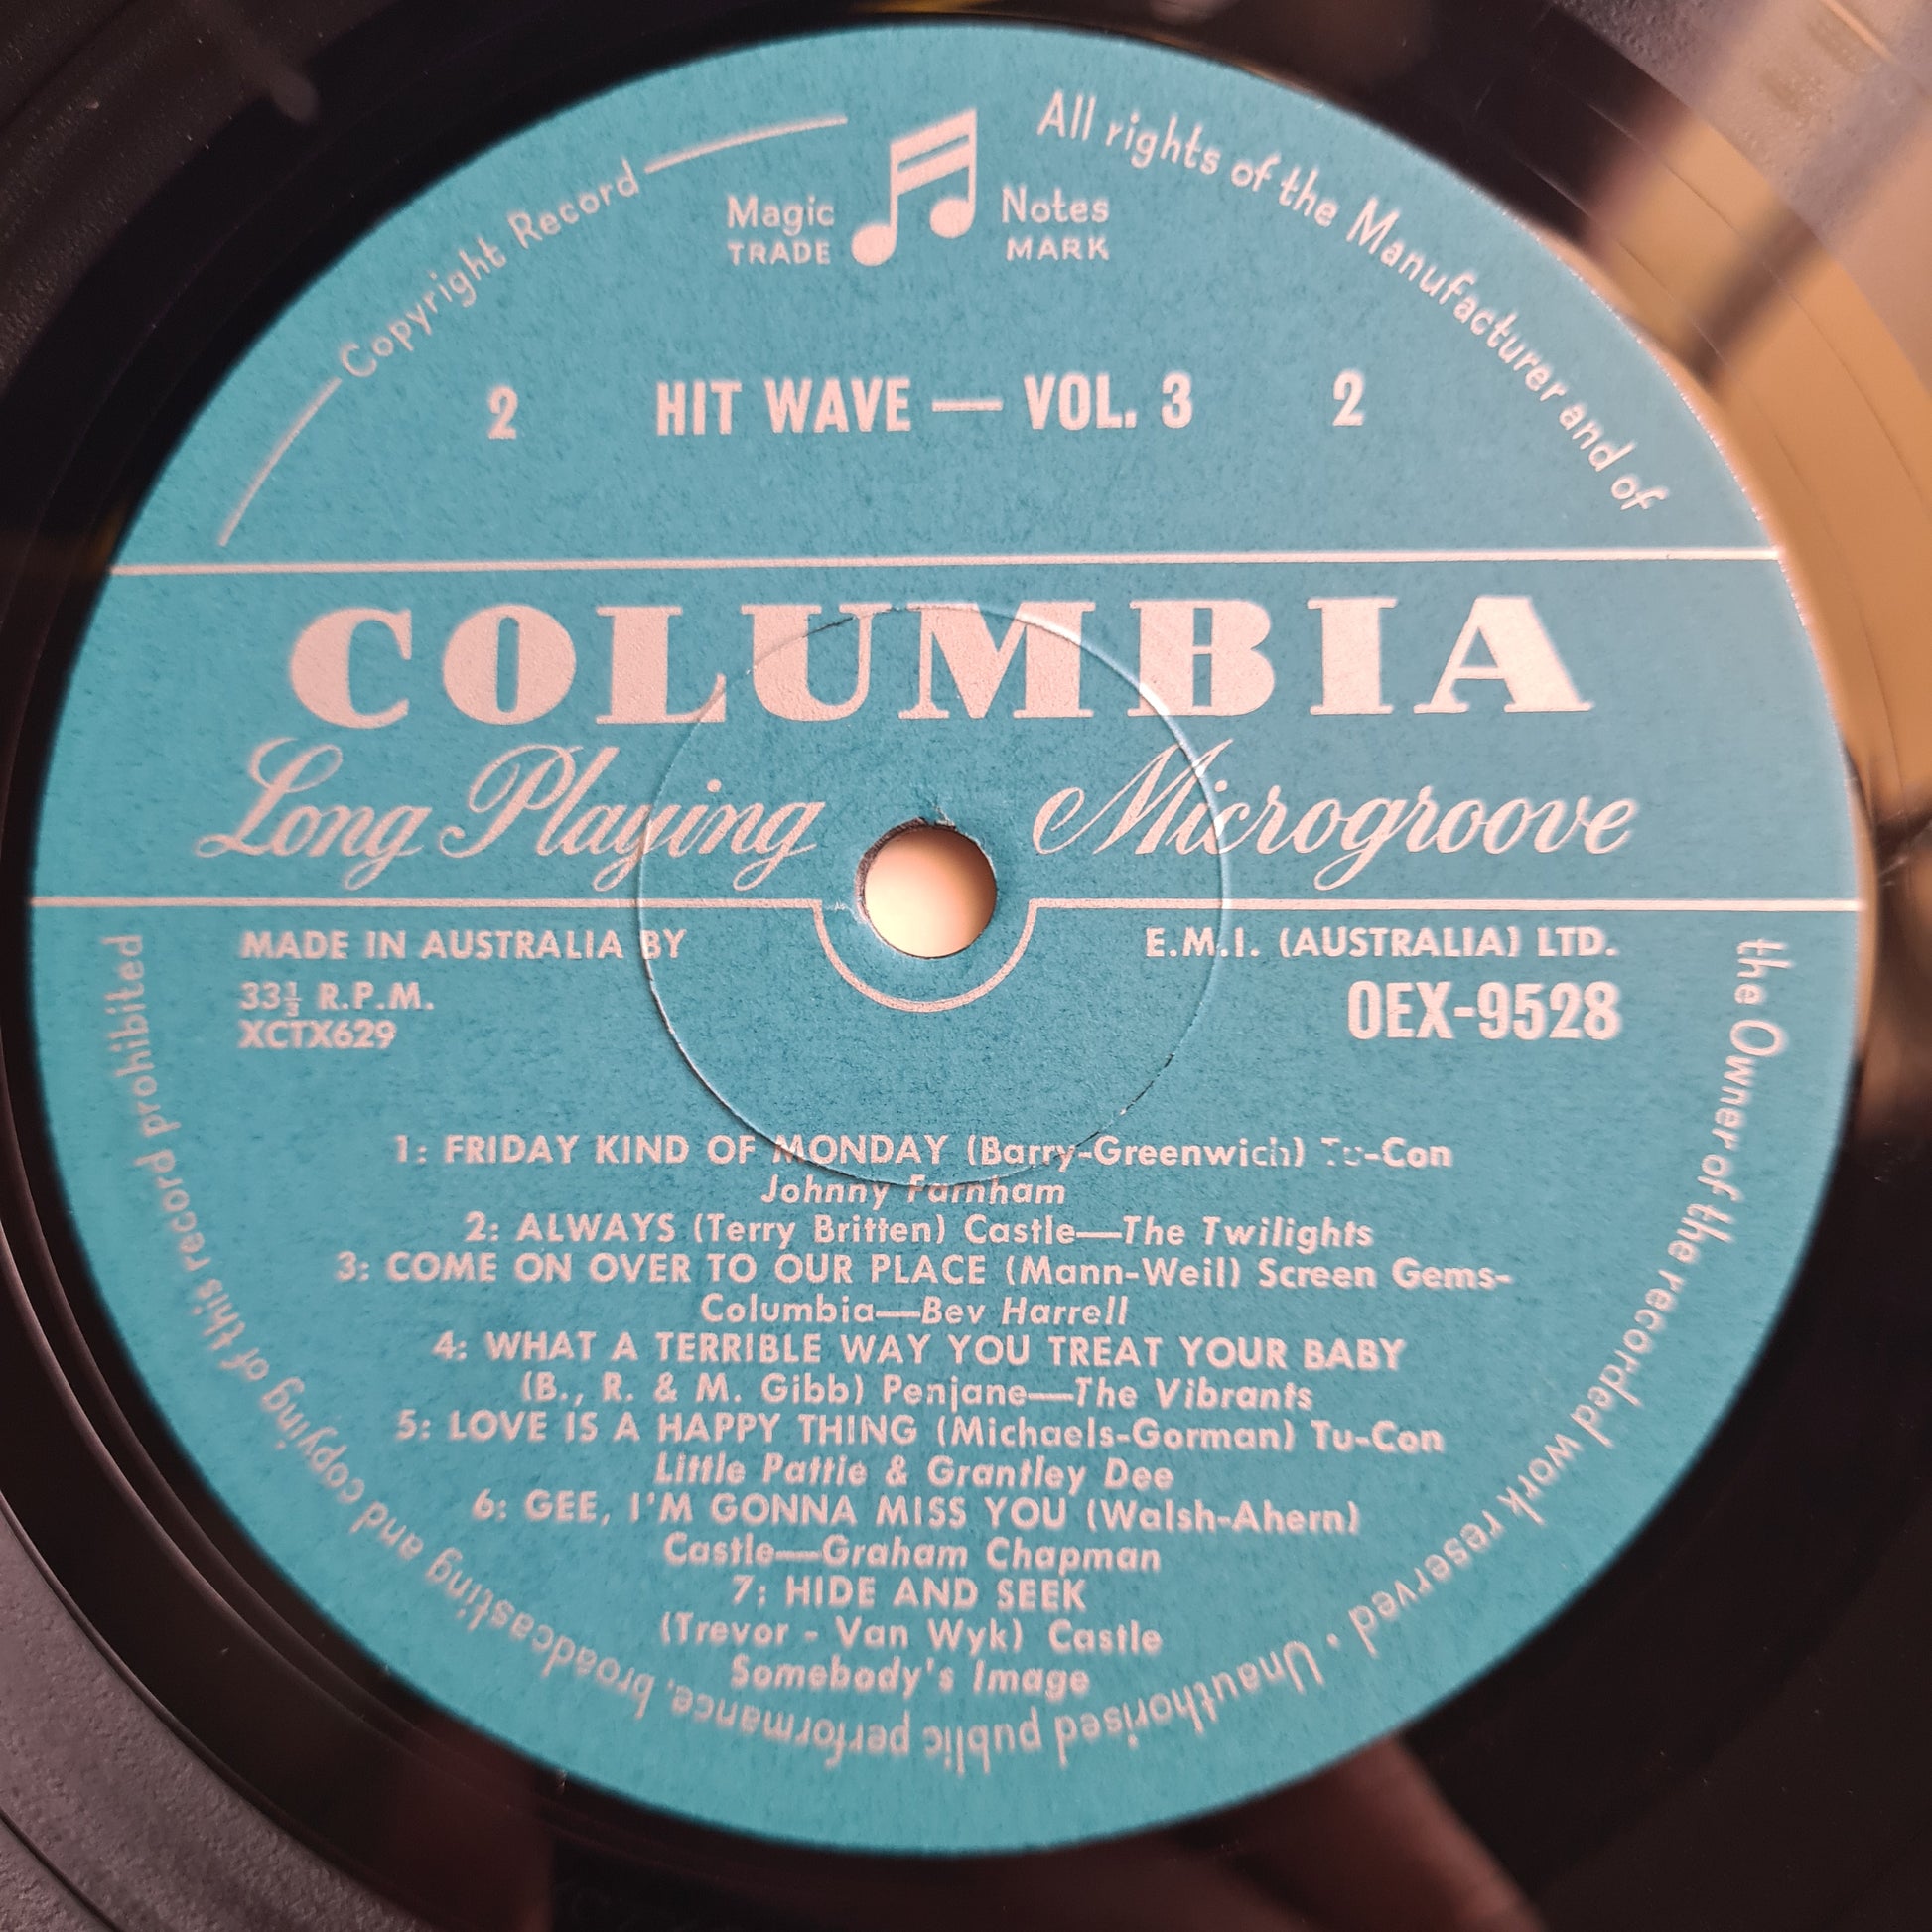 Copyright Record
Magic Notes
TRADE MARK
All rights of the Manufacturer and of
the Owner of the recorded work reserved · Unauthorised public performance, broadcasting and copying of this record prohibited
2 HIT WAVE — VOL. 3 2
COLUMBIA
Long Playing Microgroove
MADE IN AUSTRALIA BY E.M.I. (AUSTRALIA) LTD.
33⅓ R.P.M. OEX-9528
XCTX629
1: FRIDAY KIND OF MONDAY (Barry-Greenwich) Tu-Con
Johnny Farnham
2: ALWAYS (Terry Britten) Castle—The Twilights
3: COME ON OVER TO OUR PLACE (Mann-Weil) Screen Gems-
Columbia—Bev Harrell
4: WHAT A TERRIBLE WAY YOU TREAT YOUR BABY
(B., R. & M. Gibb) Penjane—The Vibrants
5: LOVE IS A HAPPY THING (Michaels-Gorman) Tu-Con
Little Pattie & Grantley Dee
6: GEE, I'M GONNA MISS YOU (Walsh-Ahern)
Castle—Graham Chapman
7: HIDE AND SEEK
(Trevor - Van Wyk) Castle
Somebody's Image